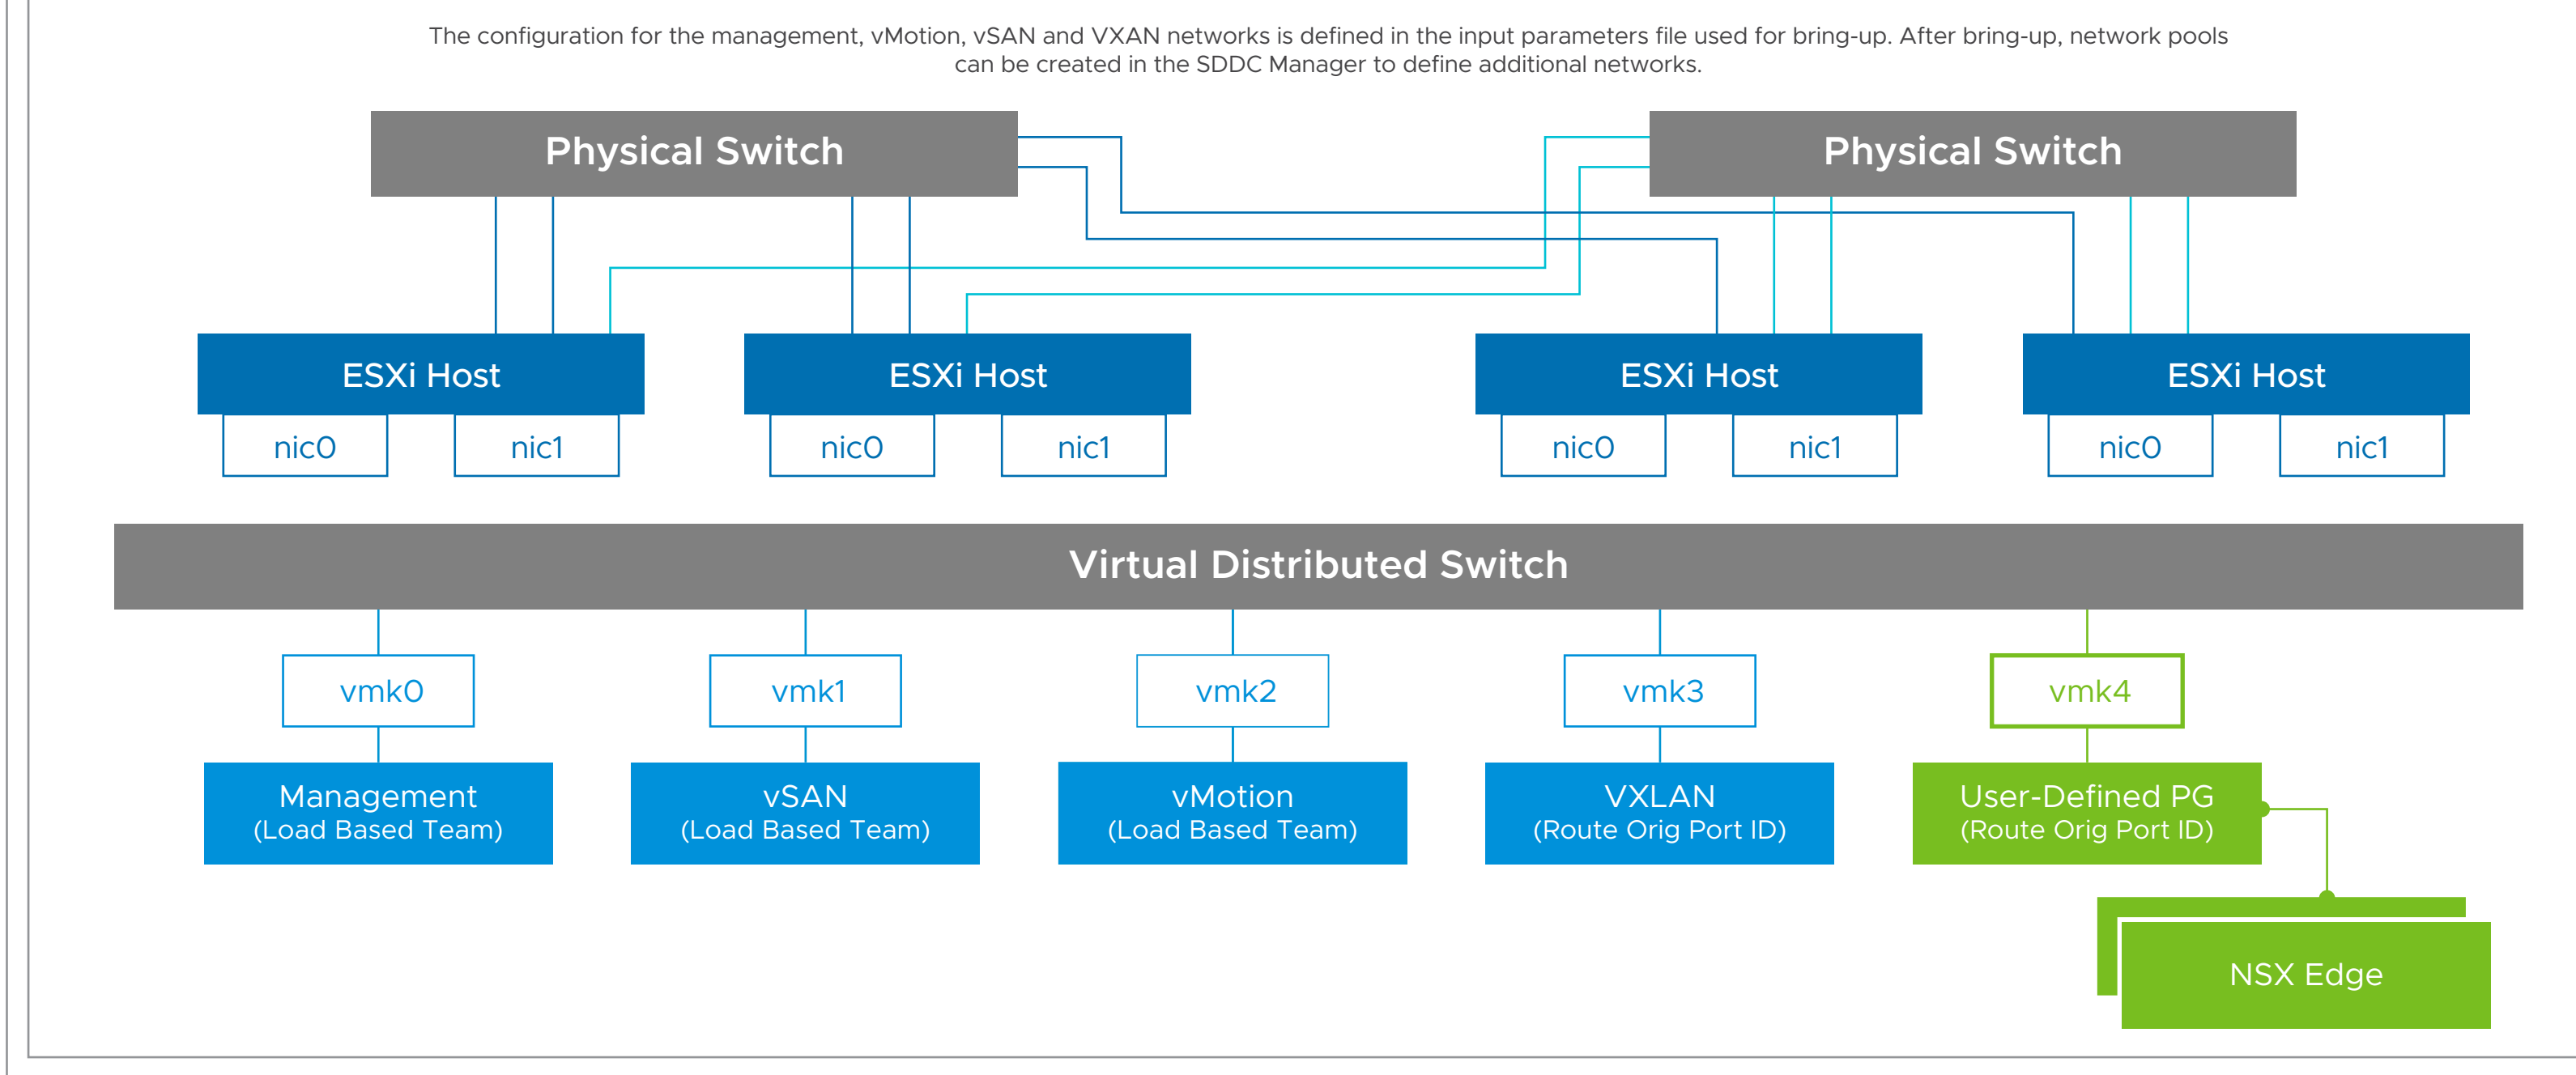 The configuration for the management, vMotion, vSAN and VXAN networks is defined in the input parameters file used for bring-up. After bring-up, network pools
can be created in the SDDC Manager to define additional networks.
Physical Switch
Physical Switch
ESXi Host
ESXi Host
ESXi Host
ESXi Host
nic0
nic1
nic0
nic1
nic0
nic1
nic0
nic1
Virtual Distributed Switch
vmk0
vmk1
vmk2
vmk3
vmk4
Management
(Load Based Team)
vSAN
(Load Based Team)
vMotion
(Load Based Team)
VXLAN
(Route Orig Port ID)
User-Defined PG
(Route Orig Port ID)
NSX Edge